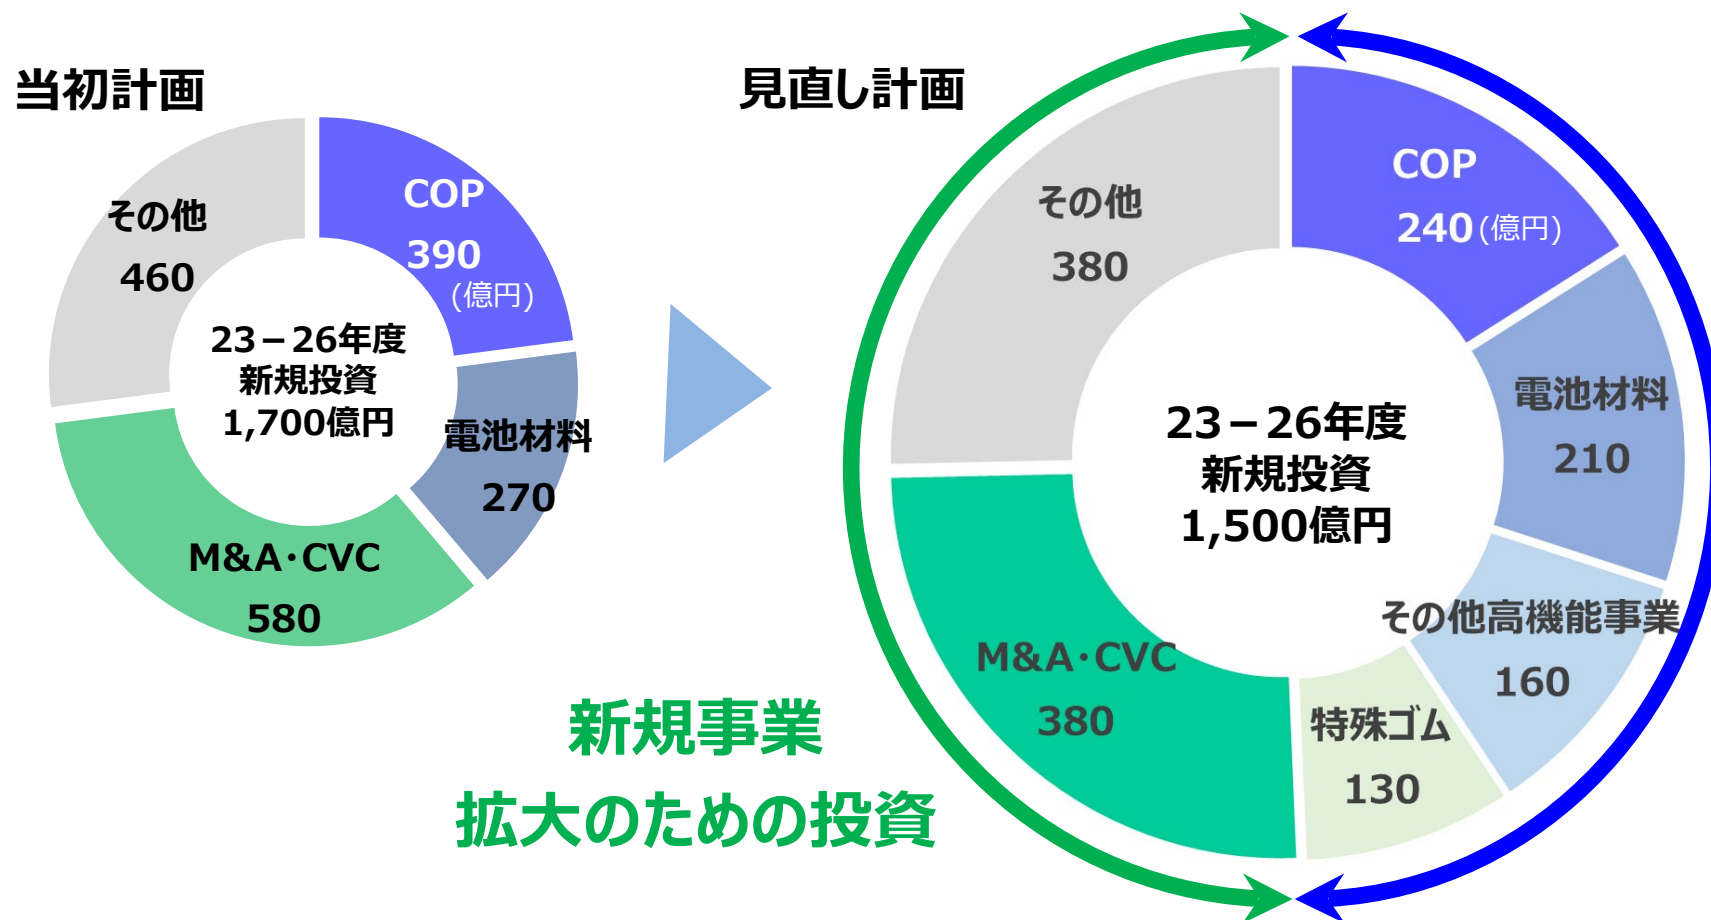 当初計画
COP
390
(億円)
電池材料
270
M&A・CVC
580
その他
460
23－26年度
新規投資
1,700億円
見直し計画
COP
240(億円)
電池材料
210
その他高機能事業
160
特殊ゴム
130
M&A・CVC
380
その他
380
23－26年度
新規投資
1,500億円
新規事業
拡大のための投資